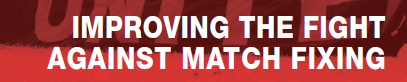 IMPROVING THE FIGHT
AGAINST MATCH FIXING